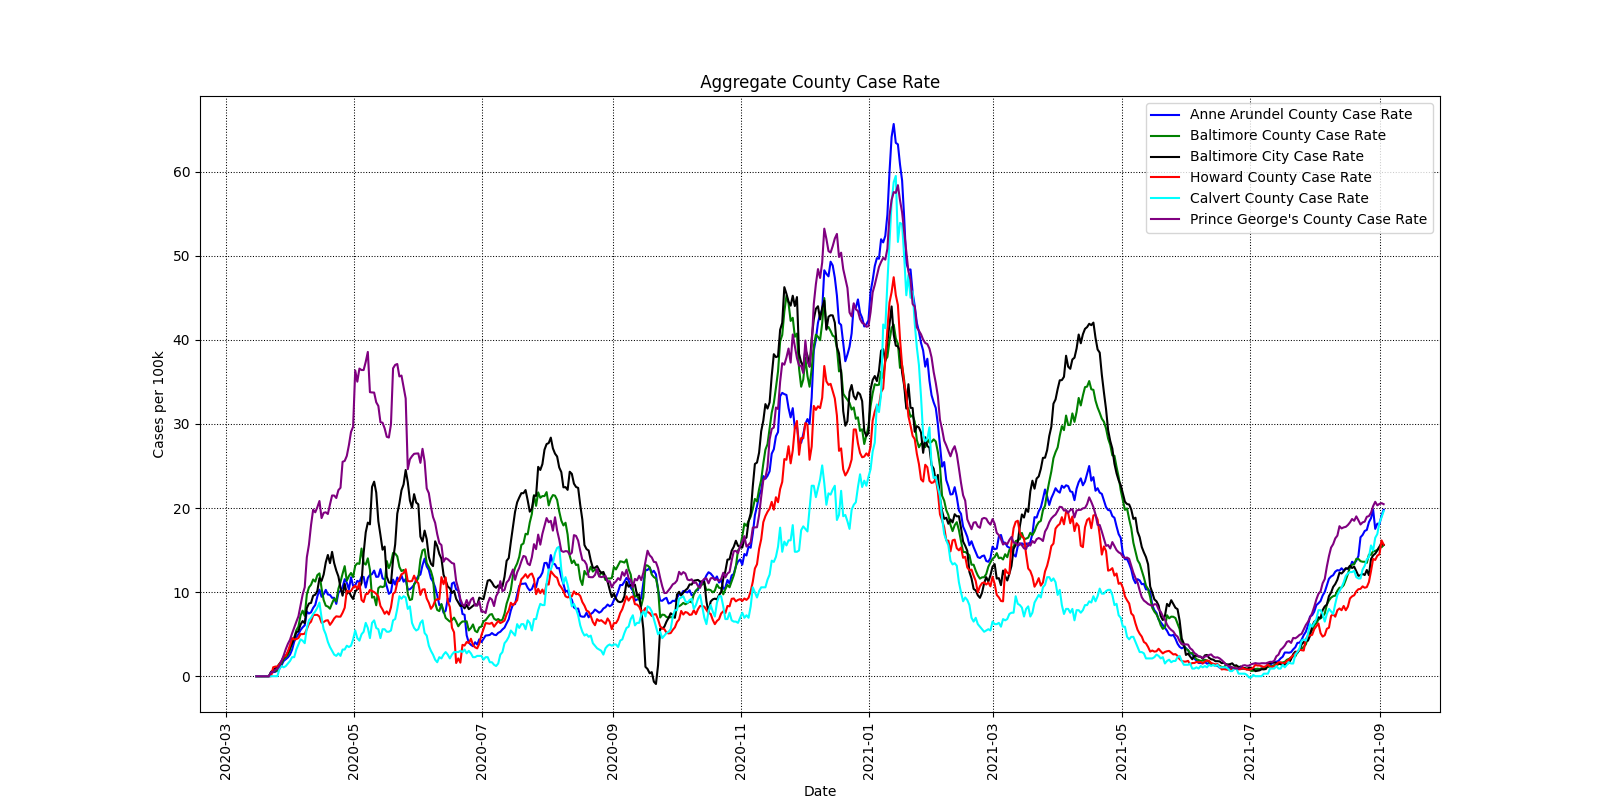 Aggregate County Case Rate
Anne Arundel County Case Rate
Baltimore County Case Rate
Baltimore City Case Rate
Howard County Case Rate
Calvert County Case Rate
Prince George's County Case Rate
60
50
40
30
20
10
0
Cases per 100k
2020-03
2020-05
2020-07
2020-09
2020-11
2021-01
2021-03
2021-05
2021-07
2021-09
Date